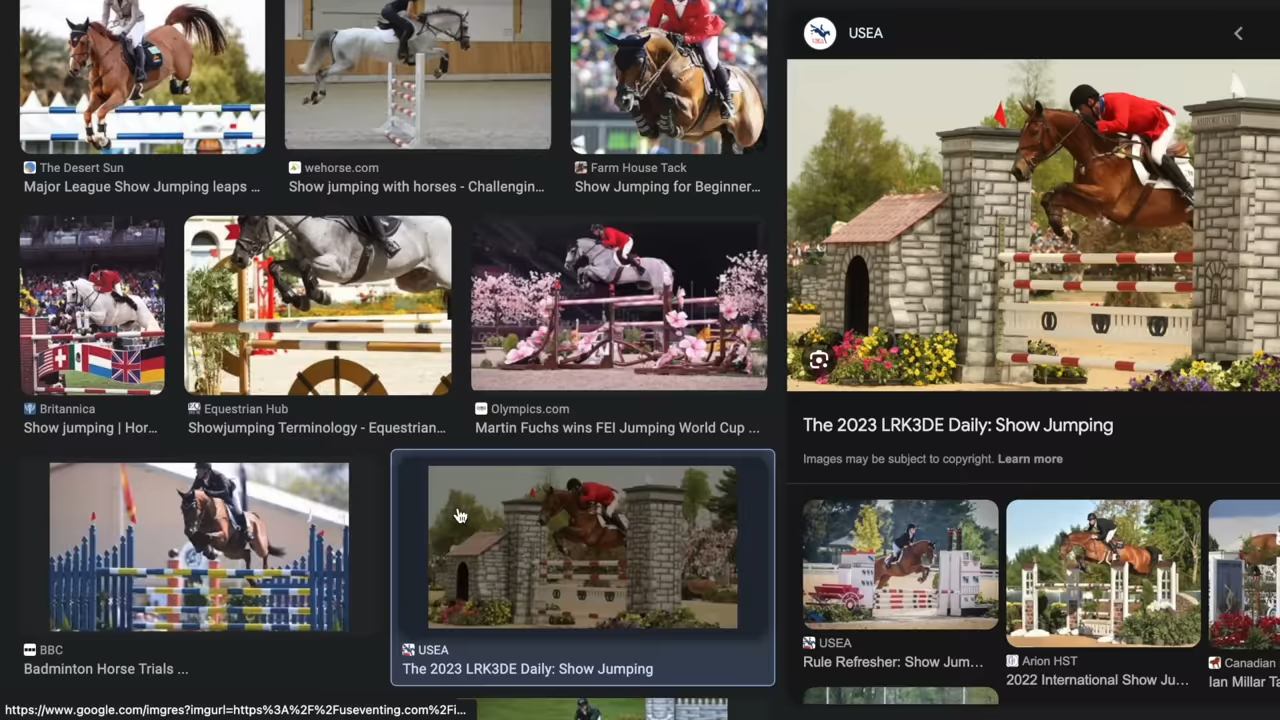 USEA
The Desert Sun
Major League Show Jumping leaps ...
wehorse.com
Show jumping with horses - Challengin...
Farm House Tack
Show Jumping for Beginner...
Britannica
Show jumping | Hor...
Equestrian Hub
Showjumping Terminology - Equestrian...
Olympics.com
Martin Fuchs wins FEI Jumping World Cup ...
The 2023 LRK3DE Daily: Show Jumping
Images may be subject to copyright. Learn more
BBC
Badminton Horse Trials ...
USEA
The 2023 LRK3DE Daily: Show Jumping
USEA
Rule Refresher: Show Jum...
Arion HST
2022 International Show Ju...
Canadian
Ian Millar Ta
https://www.google.com/imgres?imgurl=https%3A%2F%2Fuseventing.com%2Fi...